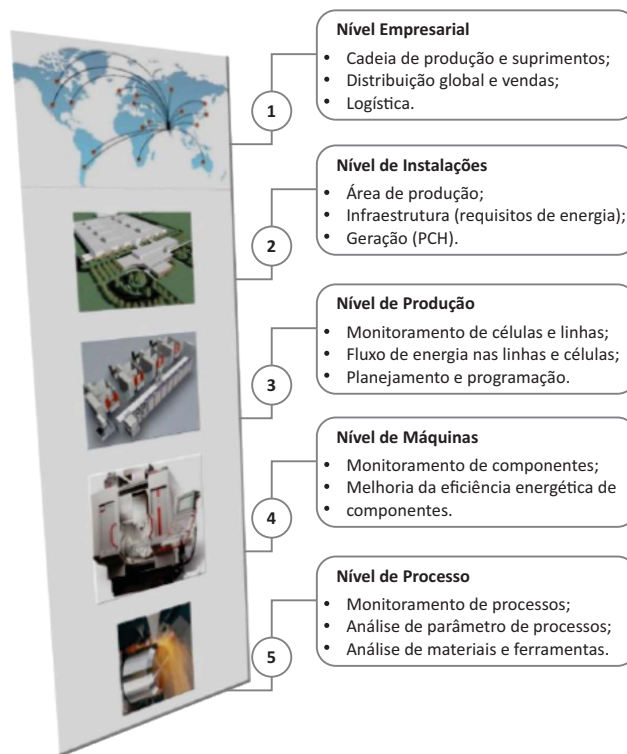 Nível Empresarial
• Cadeia de produção e suprimentos;
• Distribuição global e vendas;
• Logística.
1
Nível de Instalações
• Área de produção;
• Infraestrutura (requisitos de energia);
• Geração (PCH).
2
Nível de Produção
• Monitoramento de células e linhas;
• Fluxo de energia nas linhas e células;
• Planejamento e programação.
3
Nível de Máquinas
• Monitoramento de componentes;
• Melhoria da eficiência energética de
• componentes.
4
Nível de Processo
• Monitoramento de processos;
• Análise de parâmetro de processos;
• Análise de materiais e ferramentas.
5